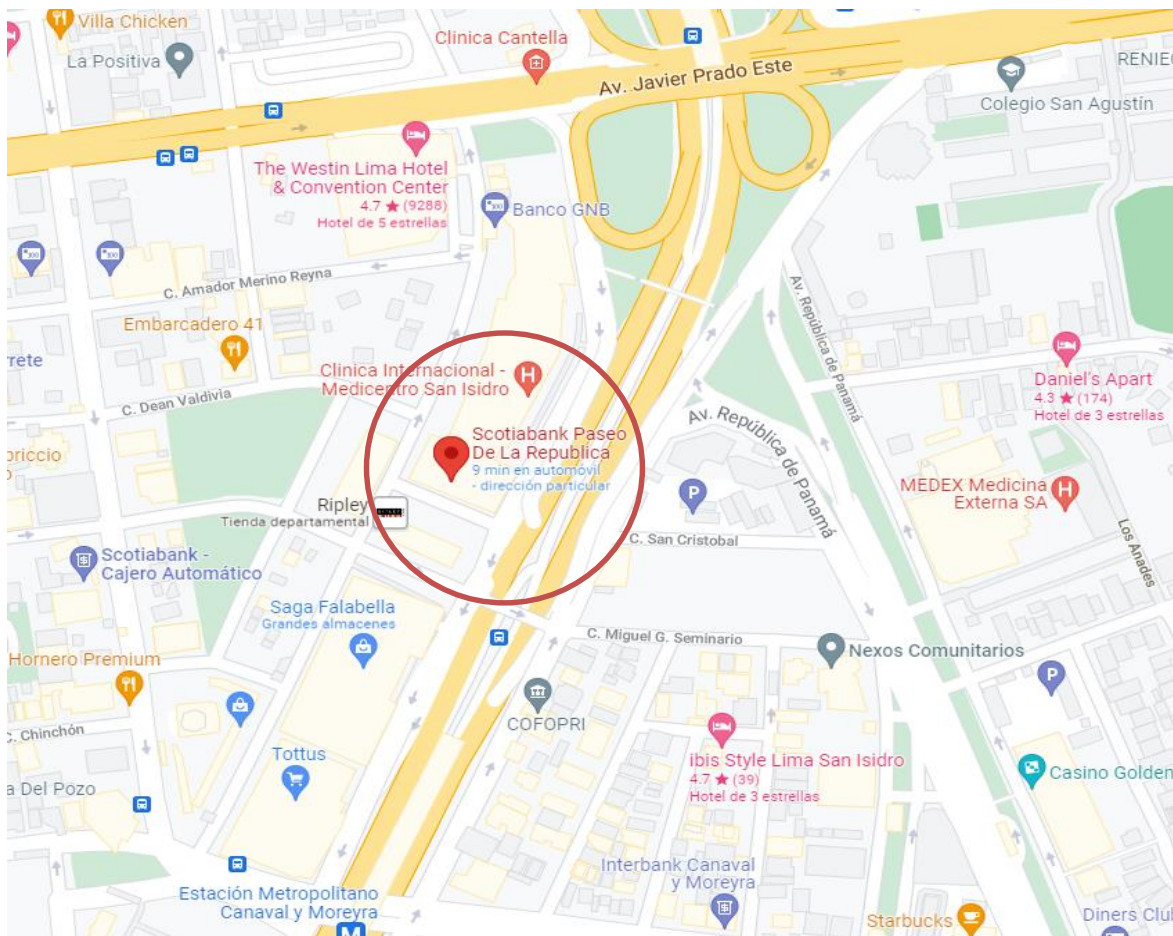 Villa Chicken
La Positiva
Clinica Cantella
Av. Javier Prado Este
RENIEC
Colegio San Agustín
The Westin Lima Hotel
& Convention Center
4.7 ★ (9288)
Hotel de 5 estrellas
Banco GNB
C. Amador Merino Reyna
Av. República de Panamá
Embarcadero 41
rrete
Clinica Internacional -
Medicentro San Isidro
Daniel's Apart
4.3 ★ (174)
Hotel de 3 estrellas
C. Dean Valdivia
Scotiabank Paseo
De La Republica
9 min en automóvil
- dirección particular
Av. República de Panamá
priccio
MEDEX Medicina
Externa SA
P
Ripley
Tienda departamental
C. San Cristobal
Los Anades
Scotiabank -
Cajero Automático
Saga Falabella
Grandes almacenes
C. Miguel G. Seminario
Nexos Comunitarios
Hornero Premium
P
COFOPRI
C. Chinchón
Tottus
ibis Style Lima San Isidro
4.7 ★ (39)
Hotel de 3 estrellas
Casino Golden
a Del Pozo
Interbank Canaval
y Moreyra
Estación Metropolitano
Canaval y Moreyra
M
Starbucks
Diners Clu